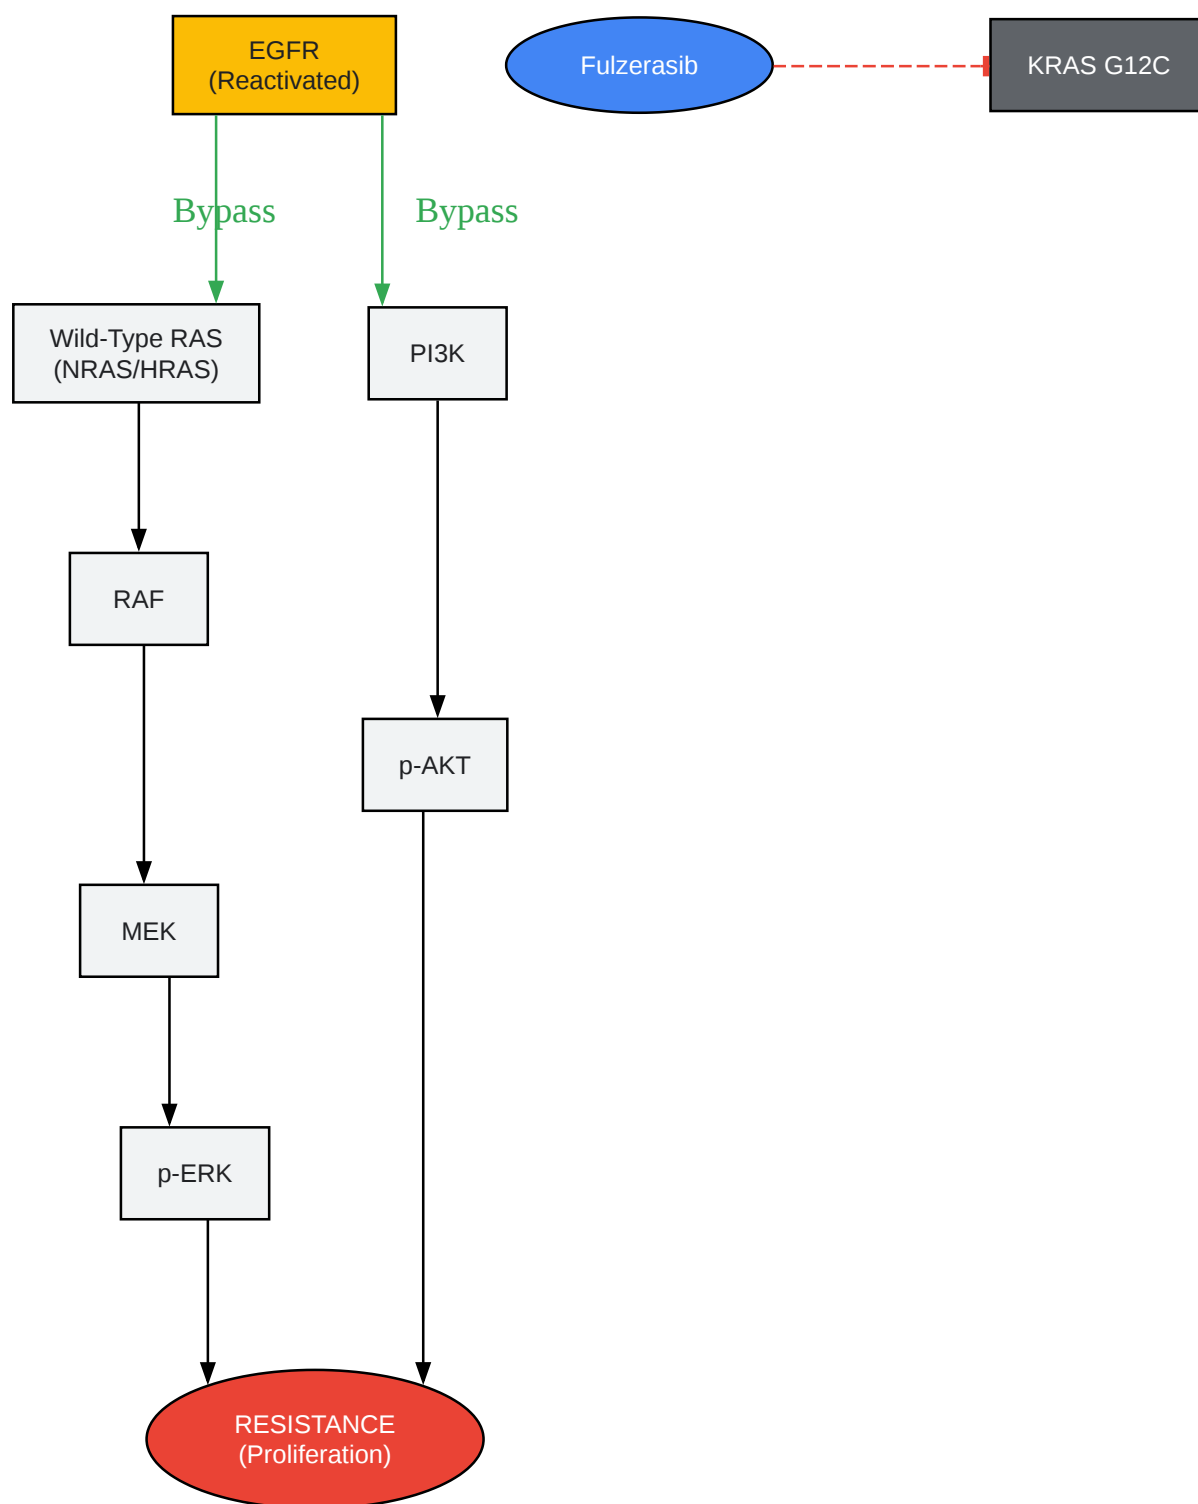 EGFR
(Reactivated)
Fulzerasib
KRAS G12C
Bypass
Bypass
Wild-Type RAS
(NRAS/HRAS)
PI3K
RAF
p-AKT
MEK
p-ERK
RESISTANCE
(Proliferation)